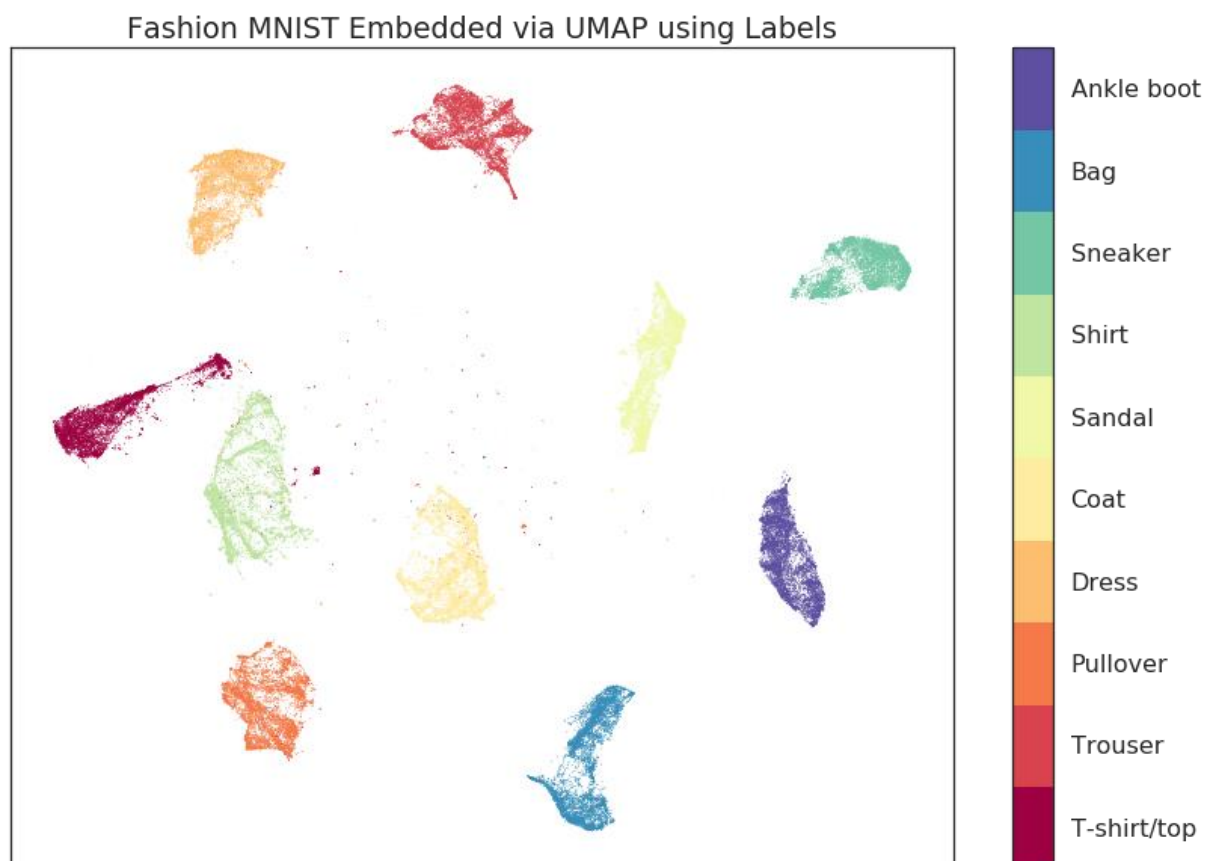 Fashion MNIST Embedded via UMAP using Labels
Ankle boot
Bag
Sneaker
Shirt
Sandal
Coat
Dress
Pullover
Trouser
T-shirt/top